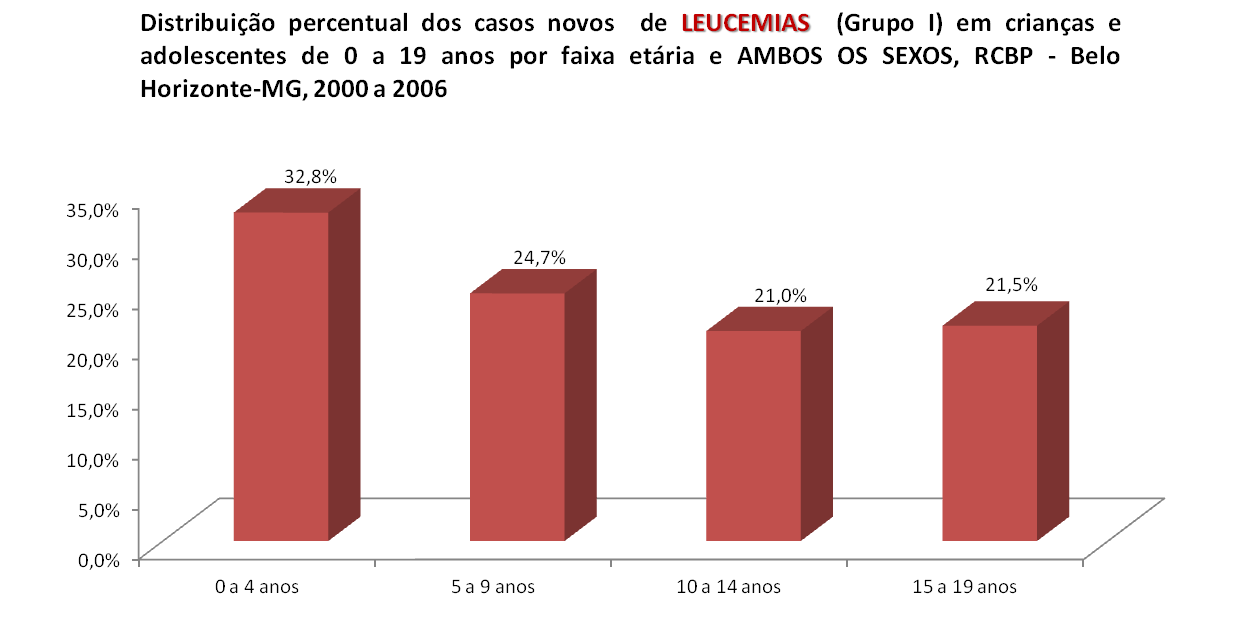 Distribuição percentual dos casos novos de LEUCEMIAS (Grupo I) em crianças e
adolescentes de 0 a 19 anos por faixa etária e AMBOS OS SEXOS, RCBP - Belo
Horizonte-MG, 2000 a 2006
32,8%
24,7%
21,0%
21,5%
35,0%
30,0%
25,0%
20,0%
15,0%
10,0%
5,0%
0,0%
0 a 4 anos
5 a 9 anos
10 a 14 anos
15 a 19 anos